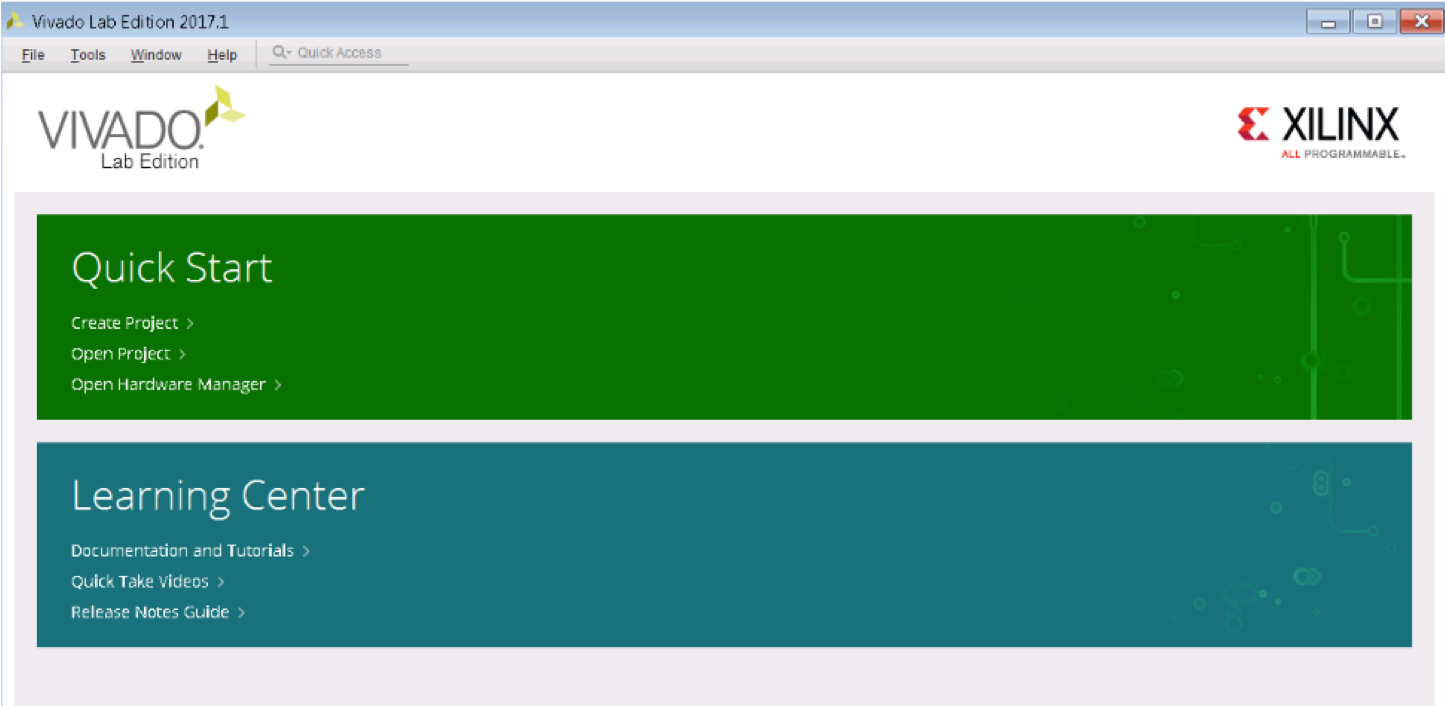 Vivado Lab Edition 2017.1
File Tools Window Help Quick Access
VIVADO.
Lab Edition
XILINX
ALL PROGRAMMABLE™
Quick Start
Create Project >
Open Project >
Open Hardware Manager >
Learning Center
Documentation and Tutorials >
Quick Take Videos >
Release Notes Guide >